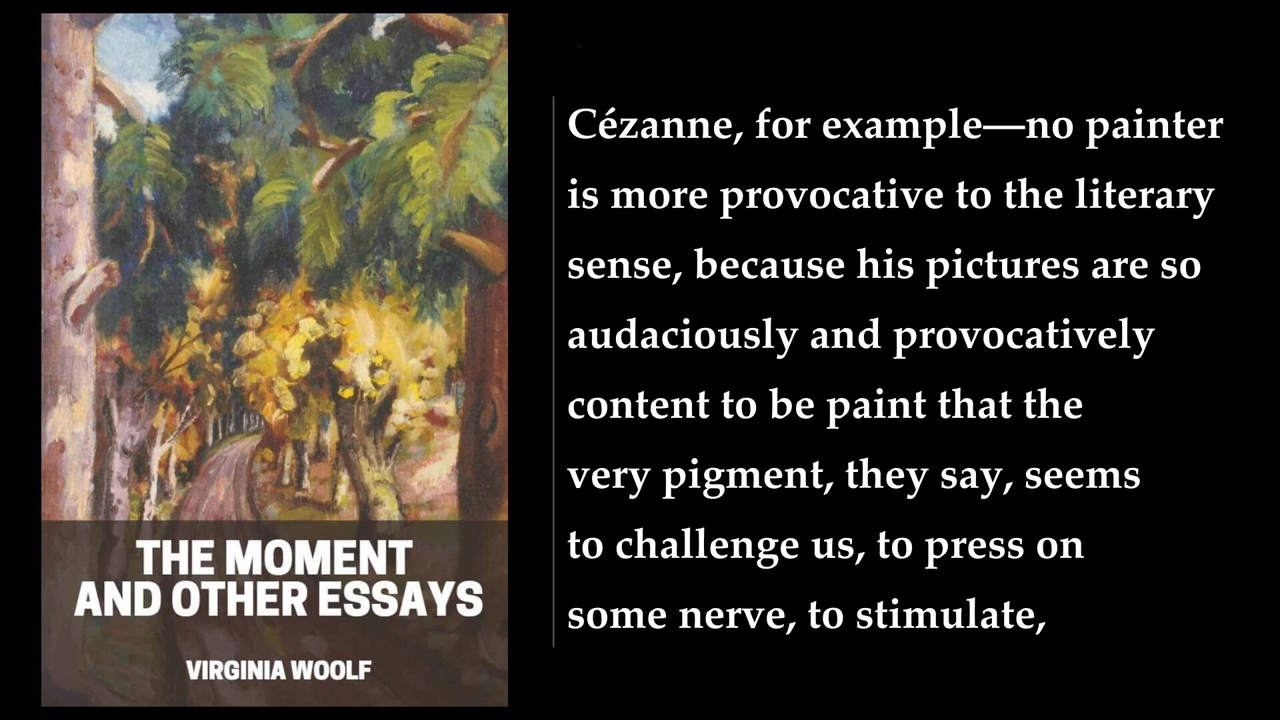 THE MOMENT
AND OTHER ESSAYS
VIRGINIA WOOLF
Cézanne, for example—no painter
is more provocative to the literary
sense, because his pictures are so
audaciously and provocatively
content to be paint that the
very pigment, they say, seems
to challenge us, to press on
some nerve, to stimulate,